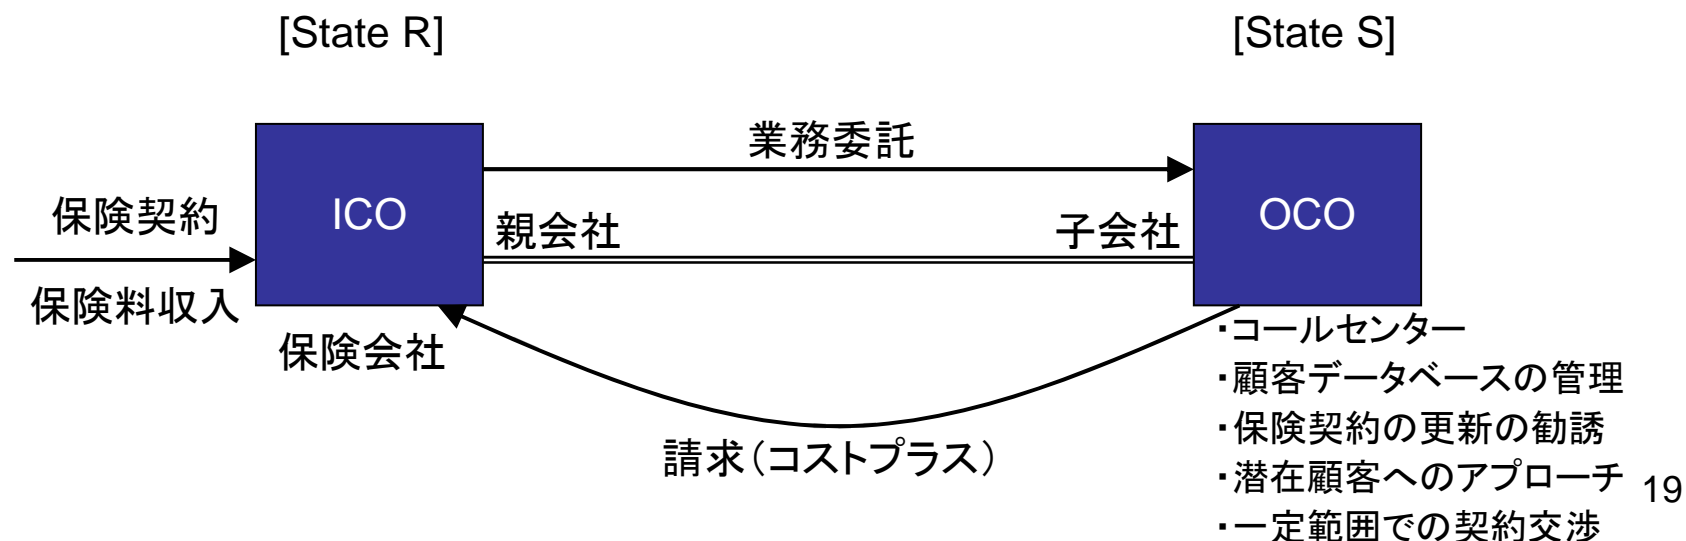 [State R]
[State S]
業務委託
保険契約
ICO
OCO
親会社
子会社
保険料収入
保険会社
・コールセンター
・顧客データベースの管理
・保険契約の更新の勧誘
請求(コストプラス)
・潜在顧客へのアプローチ
19
・一定範囲での契約交渉